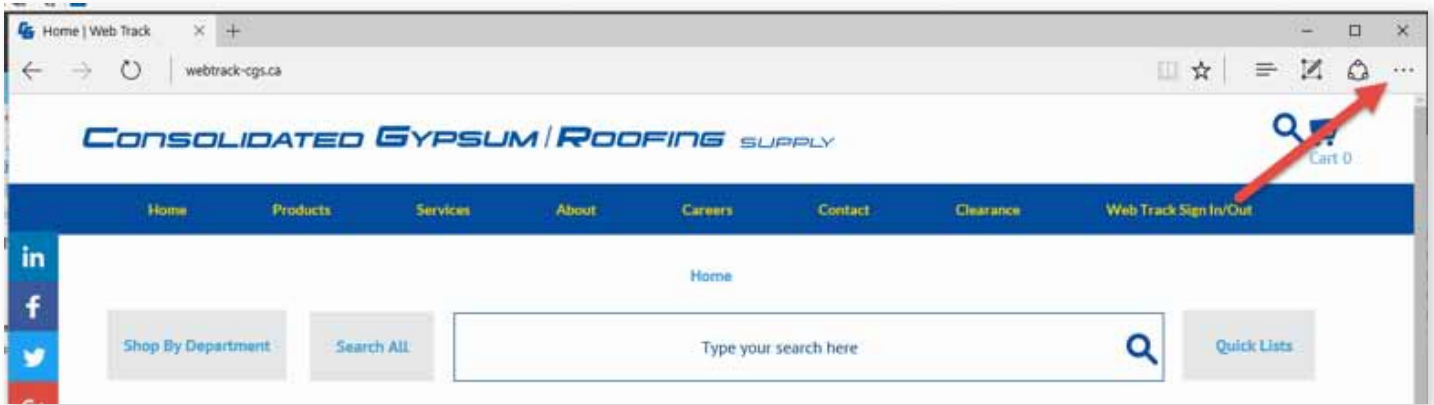 Home | Web Track
webtrack-cgs.ca
CONSOLIDATED GYPSUM / ROOFING SUPPLY
Cart 0
Home Products Services About Careers Contact Clearance Web Track Sign In/Out
in
f
Home
Shop By Department Search All Type your search here Quick Lists
G+